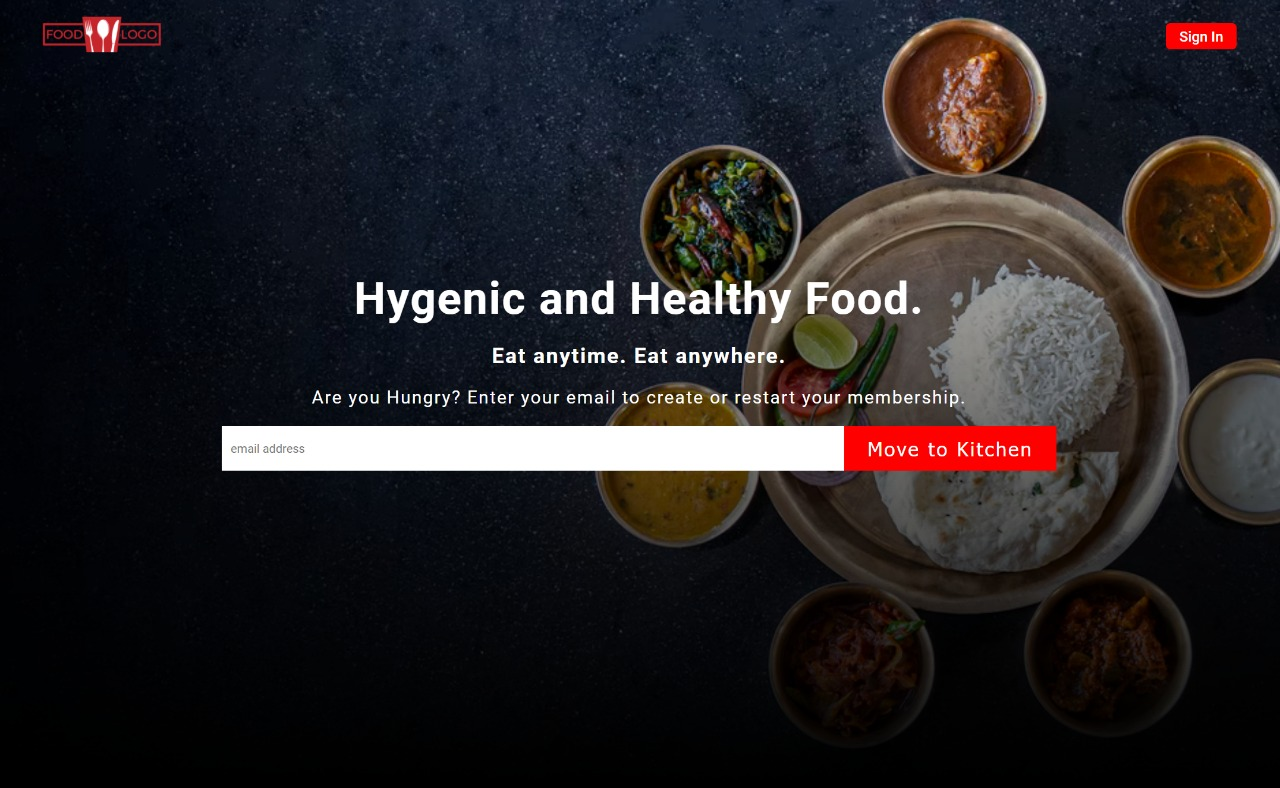 FOOD LOGO
Sign In
Hygenic and Healthy Food.
Eat anytime. Eat anywhere.
Are you Hungry? Enter your email to create or restart your membership.
email address
Move to Kitchen